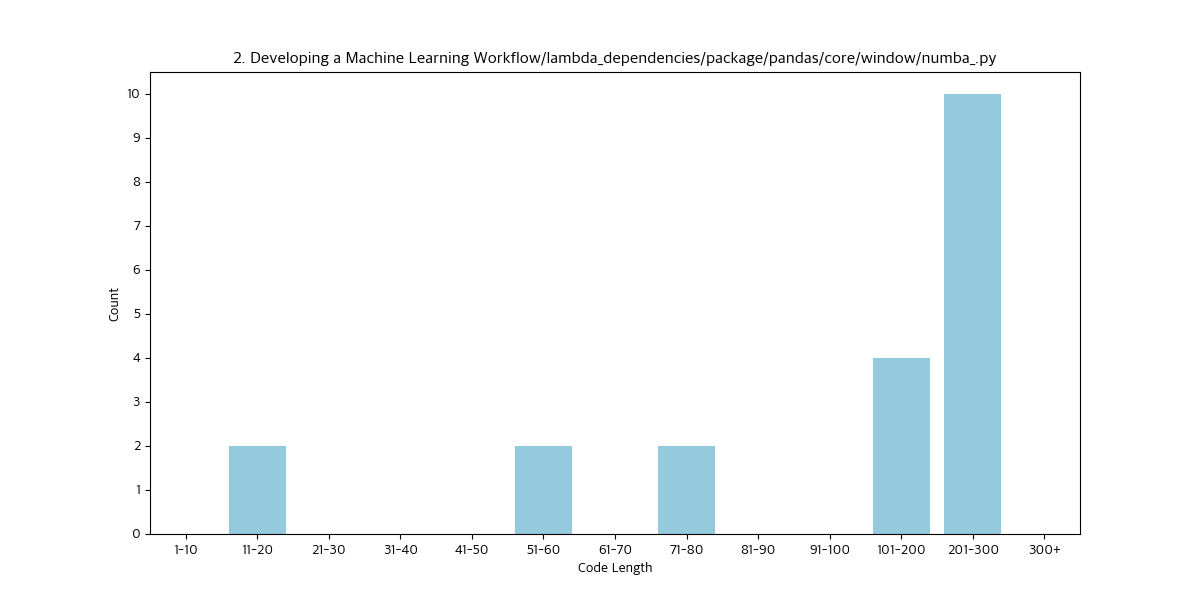 2. Developing a Machine Learning Workflow/lambda_dependencies/package/pandas/core/window/numba_.py
10
9
8
7
6
5
4
3
2
1
0
Count
1-10 11-20 21-30 31-40 41-50 51-60 61-70 71-80 81-90 91-100 101-200 201-300 300+
Code Length